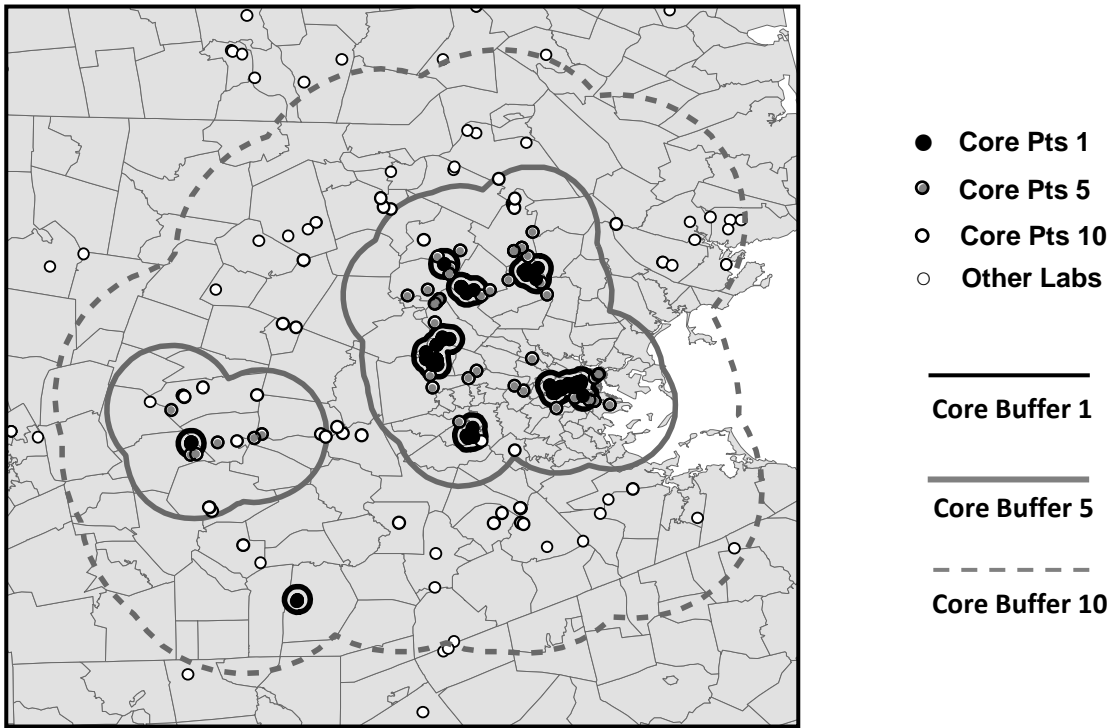 Core Pts 1
Core Pts 5
Core Pts 10
Other Labs
Core Buffer 1
Core Buffer 5
Core Buffer 10